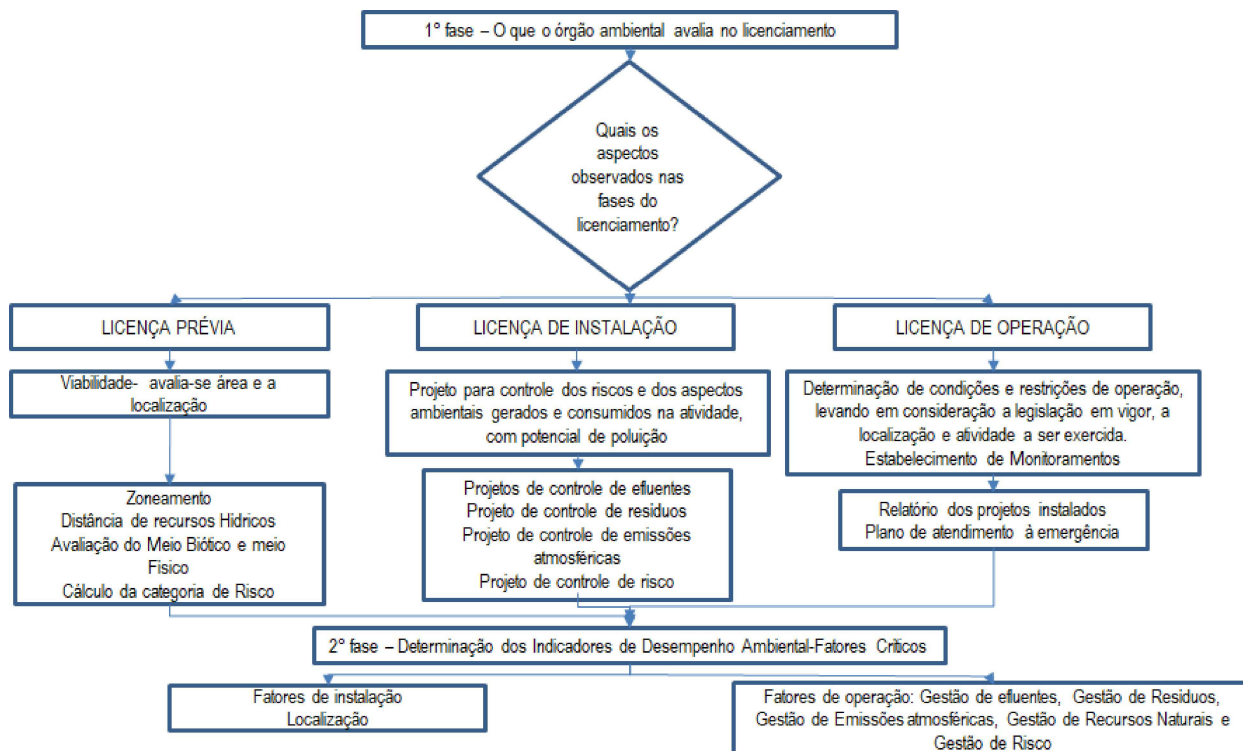 1° fase – O que o órgão ambiental avalia no licenciamento
Quais os
aspectos
observados nas
fases do
licenciamento?
LICENÇA PRÉVIA
LICENÇA DE INSTALAÇÃO
LICENÇA DE OPERAÇÃO
Viabilidade- avalia-se área e a
localização
Projeto para controle dos riscos e dos aspectos
ambientais gerados e consumidos na atividade,
com potencial de poluição
Determinação de condições e restrições de operação,
levando em consideração a legislação em vigor, a
localização e atividade a ser exercida.
Estabelecimento de Monitoramentos
Zoneamento
Distância de recursos Hídricos
Avaliação do Meio Biótico e meio
Físico
Cálculo da categoria de Risco
Projetos de controle de efluentes
Projeto de controle de resíduos
Projeto de controle de emissões
atmosféricas
Projeto de controle de risco
Relatório dos projetos instalados
Plano de atendimento à emergência
2° fase – Determinação dos Indicadores de Desempenho Ambiental-Fatores Críticos
Fatores de instalação
Localização
Fatores de operação: Gestão de efluentes, Gestão de Resíduos,
Gestão de Emissões atmosféricas, Gestão de Recursos Naturais e
Gestão de Risco